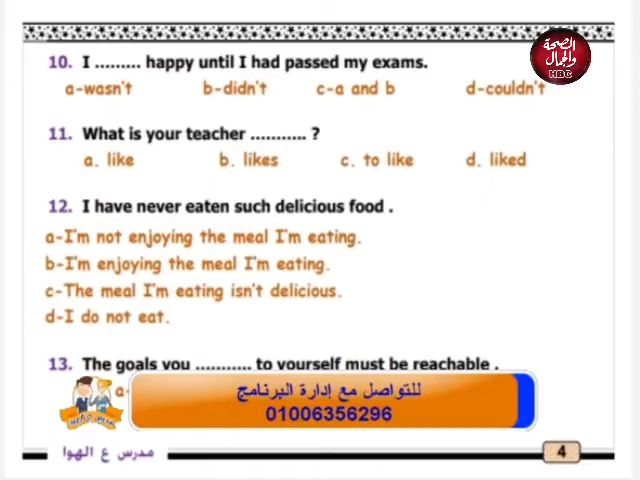 الصحة
والجمال
HBC
10. I ......... happy until I had passed my exams.
a-wasn't b-didn't c-a and b d-couldn't
11. What is your teacher ........... ?
a. like b. likes c. to like d. liked
12. I have never eaten such delicious food .
a-I'm not enjoying the meal I'm eating.
b-I'm enjoying the meal I'm eating.
c-The meal I'm eating isn't delicious.
d-I do not eat.
13. The goals you ........... to yourself must be reachable .
a-
للتواصل مع إدارة البرنامج
01006356296
مدرس ع الهوا
مدرس ع الهوا
4